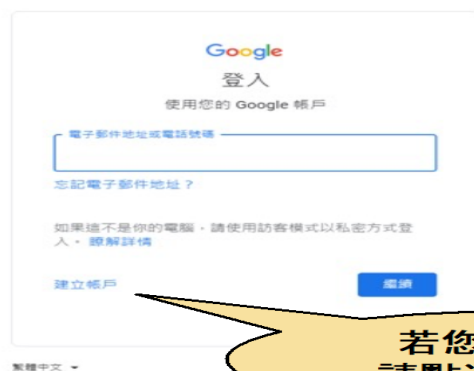 Google
登入
使用您的 Google 帳戶
電子郵件地址或電話號碼
忘記電子郵件地址？
如果這不是你的電腦，請使用訪客模式以私密方式登
入。瞭解詳情
建立帳戶
繼續
若您
繁體中文